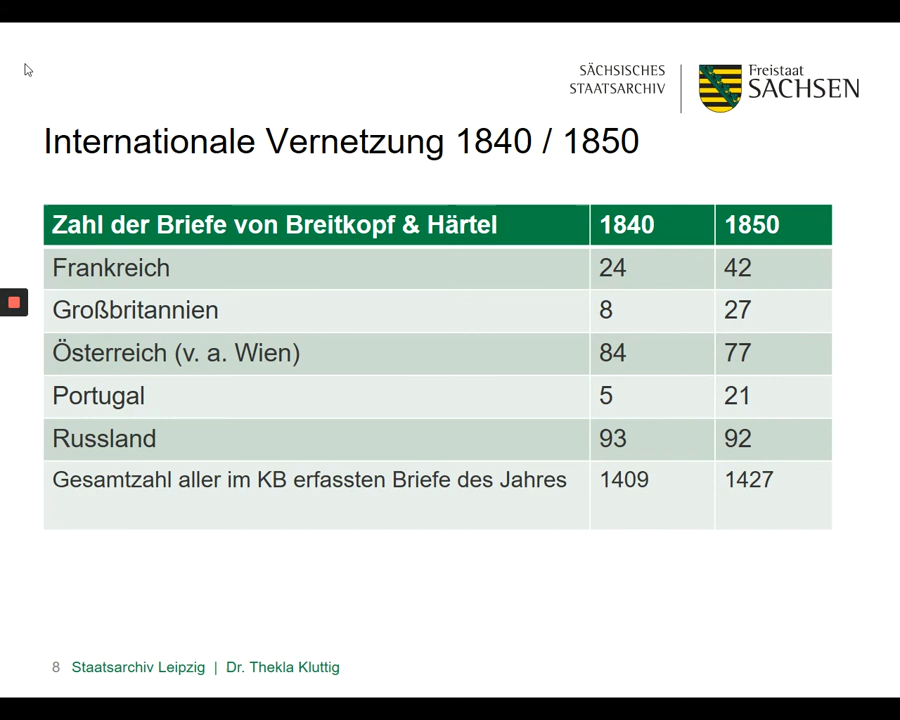 SÄCHSISCHES
STAATSARCHIV
Freistaat
SACHSEN
Internationale Vernetzung 1840 / 1850
Zahl der Briefe von Breitkopf & Härtel 1840 1850
Frankreich 24 42
Großbritannien 8 27
Österreich (v. a. Wien) 84 77
Portugal 5 21
Russland 93 92
Gesamtzahl aller im KB erfassten Briefe des Jahres 1409 1427
8 Staatsarchiv Leipzig | Dr. Thekla Kluttig